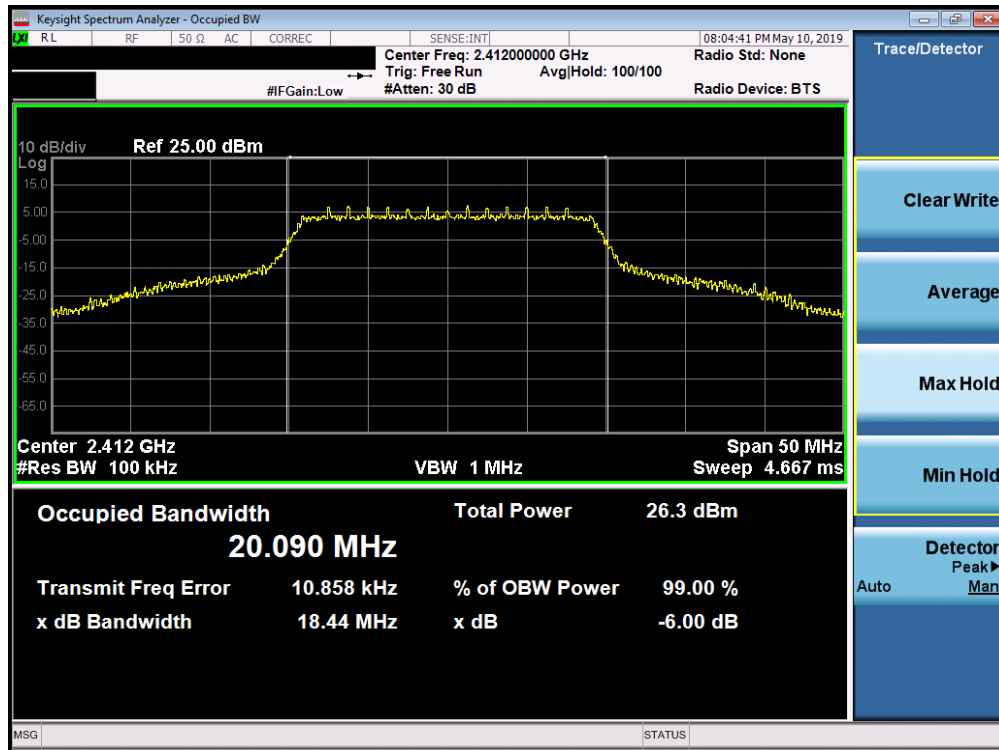 Keysight Spectrum Analyzer - Occupied BW
LXI RL RF 50 Ω AC CORREC SENSE:INT 08:04:41 PM May 10, 2019
Center Freq: 2.412000000 GHz Radio Std: None
Trig: Free Run Avg|Hold: 100/100
#IFGain:Low #Atten: 30 dB Radio Device: BTS
10 dB/div Ref 25.00 dBm
Log
15.0
5.00
-5.00
-15.0
-25.0
-35.0
-45.0
-55.0
-65.0
Center 2.412 GHz Span 50 MHz
#Res BW 100 kHz VBW 1 MHz Sweep 4.667 ms
Occupied Bandwidth Total Power 26.3 dBm
20.090 MHz
Transmit Freq Error 10.858 kHz % of OBW Power 99.00 %
x dB Bandwidth 18.44 MHz x dB -6.00 dB
MSG STATUS
Trace/Detector
Clear Write
Average
Max Hold
Min Hold
Detector
Peak▶
Auto Man